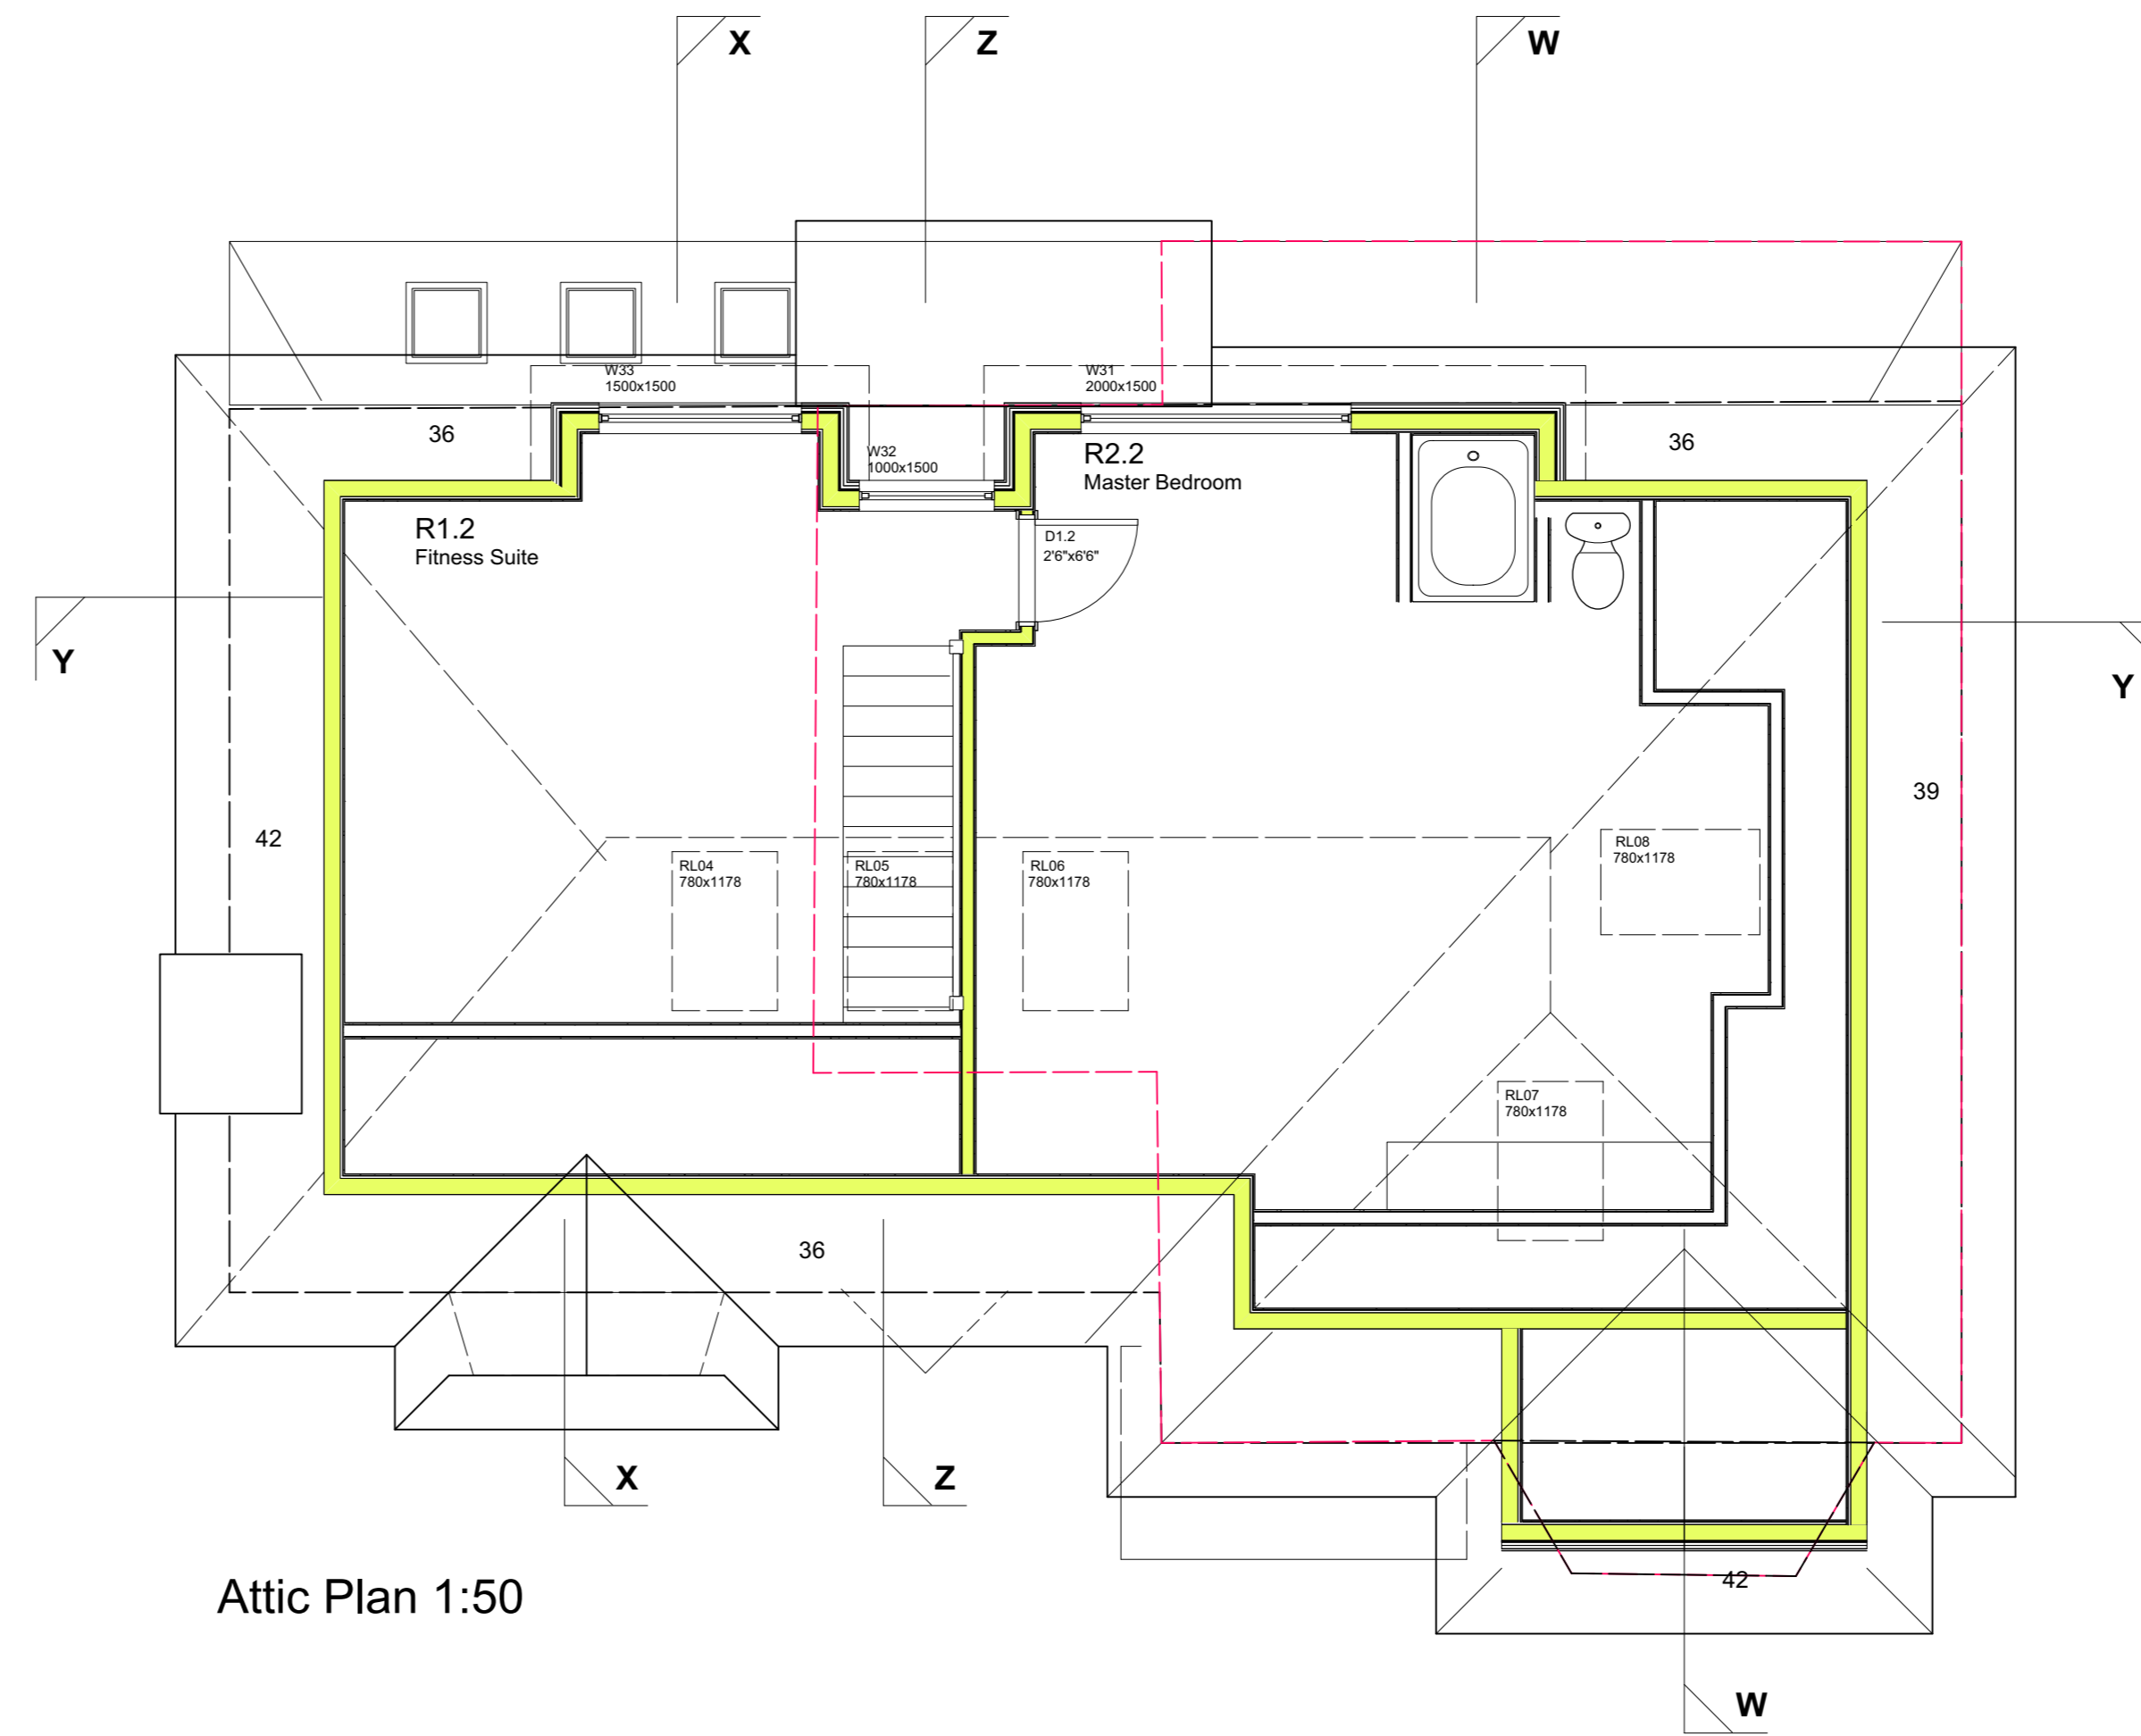 X
Z
W
W33
1500x1500
W31
2000x1500
36
W32
1000x1500
R2.2
Master Bedroom
36
R1.2
Fitness Suite
D1.2
2'6"x6'6"
Y
Y
39
42
RL04
780x1178
RL05
780x1178
RL06
780x1178
RL08
780x1178
RL07
780x1178
36
X
Z
42
Attic Plan 1:50
W